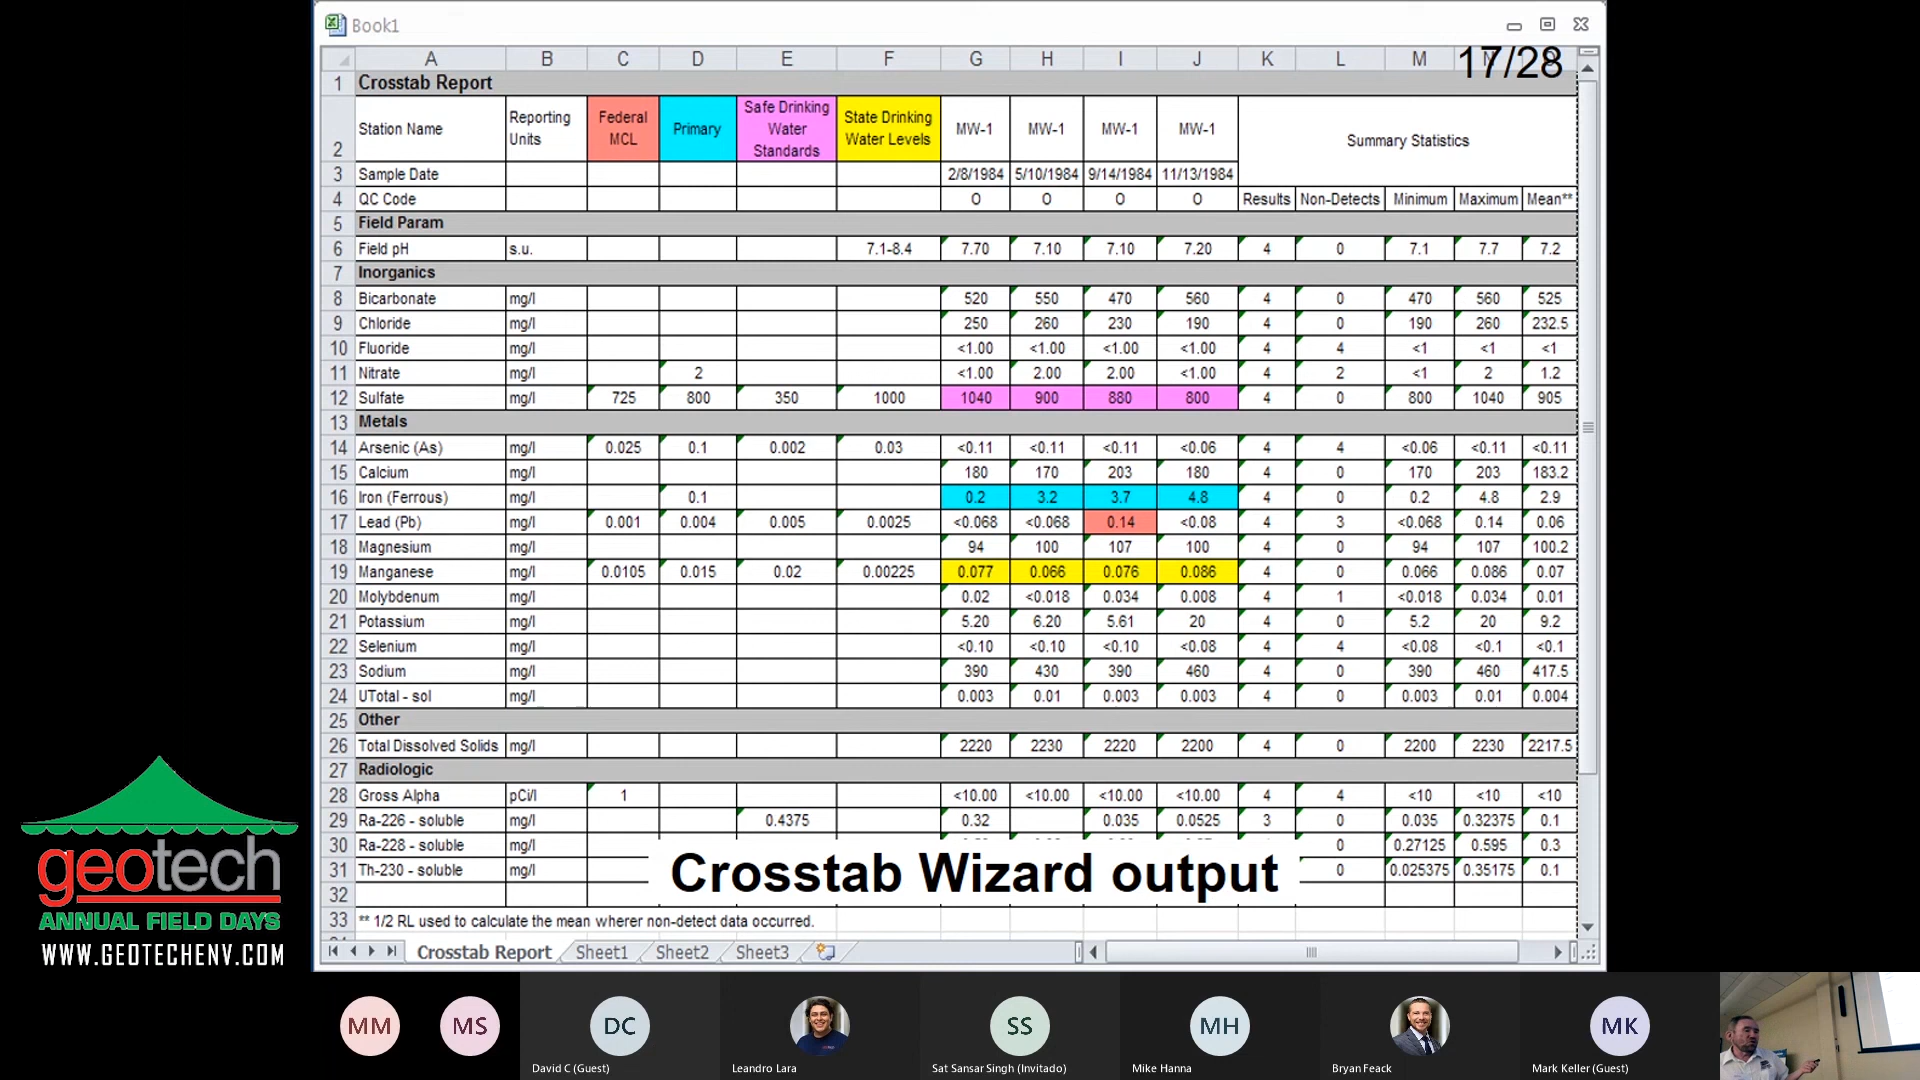 Book1
17/28
A B C D E F G H I J K L M N
1 Crosstab Report
2 Station Name Reporting Units Federal MCL Primary Safe Drinking Water Standards State Drinking Water Levels MW-1 MW-1 MW-1 MW-1 Summary Statistics
3 Sample Date 2/8/1984 5/10/1984 9/14/1984 11/13/1984
4 QC Code O O O O Results Non-Detects Minimum Maximum Mean**
5 Field Param
6 Field pH s.u. 7.1-8.4 7.70 7.10 7.10 7.20 4 0 7.1 7.7 7.2
7 Inorganics
8 Bicarbonate mg/l 520 550 470 560 4 0 470 560 525
9 Chloride mg/l 250 260 230 190 4 0 190 260 232.5
10 Fluoride mg/l <1.00 <1.00 <1.00 <1.00 4 4 <1 <1 <1
11 Nitrate mg/l 2 <1.00 2.00 2.00 <1.00 4 2 <1 2 1.2
12 Sulfate mg/l 725 800 350 1000 1040 900 880 800 4 0 800 1040 905
13 Metals
14 Arsenic (As) mg/l 0.025 0.1 0.002 0.03 <0.11 <0.11 <0.11 <0.06 4 4 <0.06 <0.11 <0.11
15 Calcium mg/l 180 170 203 180 4 0 170 203 183.2
16 Iron (Ferrous) mg/l 0.1 0.2 3.2 3.7 4.8 4 0 0.2 4.8 2.9
17 Lead (Pb) mg/l 0.001 0.004 0.005 0.0025 <0.068 <0.068 0.14 <0.08 4 3 <0.068 0.14 0.06
18 Magnesium mg/l 94 100 107 100 4 0 94 107 100.2
19 Manganese mg/l 0.0105 0.015 0.02 0.00225 0.077 0.066 0.076 0.086 4 0 0.066 0.086 0.07
20 Molybdenum mg/l 0.02 <0.018 0.034 0.008 4 1 <0.018 0.034 0.01
21 Potassium mg/l 5.20 6.20 5.61 20 4 0 5.2 20 9.2
22 Selenium mg/l <0.10 <0.10 <0.10 <0.08 4 4 <0.08 <0.1 <0.1
23 Sodium mg/l 390 430 390 460 4 0 390 460 417.5
24 UTotal - sol mg/l 0.003 0.01 0.003 0.003 4 0 0.003 0.01 0.004
25 Other
26 Total Dissolved Solids mg/l 2220 2230 2220 2200 4 0 2200 2230 2217.5
27 Radiologic
28 Gross Alpha pCi/l 1 <10.00 <10.00 <10.00 <10.00 4 4 <10 <10 <10
29 Ra-226 - soluble mg/l 0.4375 0.32 0.035 0.0525 3 0 0.035 0.32375 0.1
30 Ra-228 - soluble mg/l 0 0.27125 0.595 0.3
31 Th-230 - soluble mg/l 0 0.025375 0.35175 0.1
32
Crosstab Wizard output
33 ** 1/2 RL used to calculate the mean wherer non-detect data occurred.
Crosstab Report Sheet1 Sheet2 Sheet3
geotech
ANNUAL FIELD DAYS
WWW.GEOTECHENV.COM
MM MS DC SS MH MK
David C (Guest) Leandro Lara Sat Sansar Singh (Invitado) Mike Hanna Bryan Feack Mark Keller (Guest)